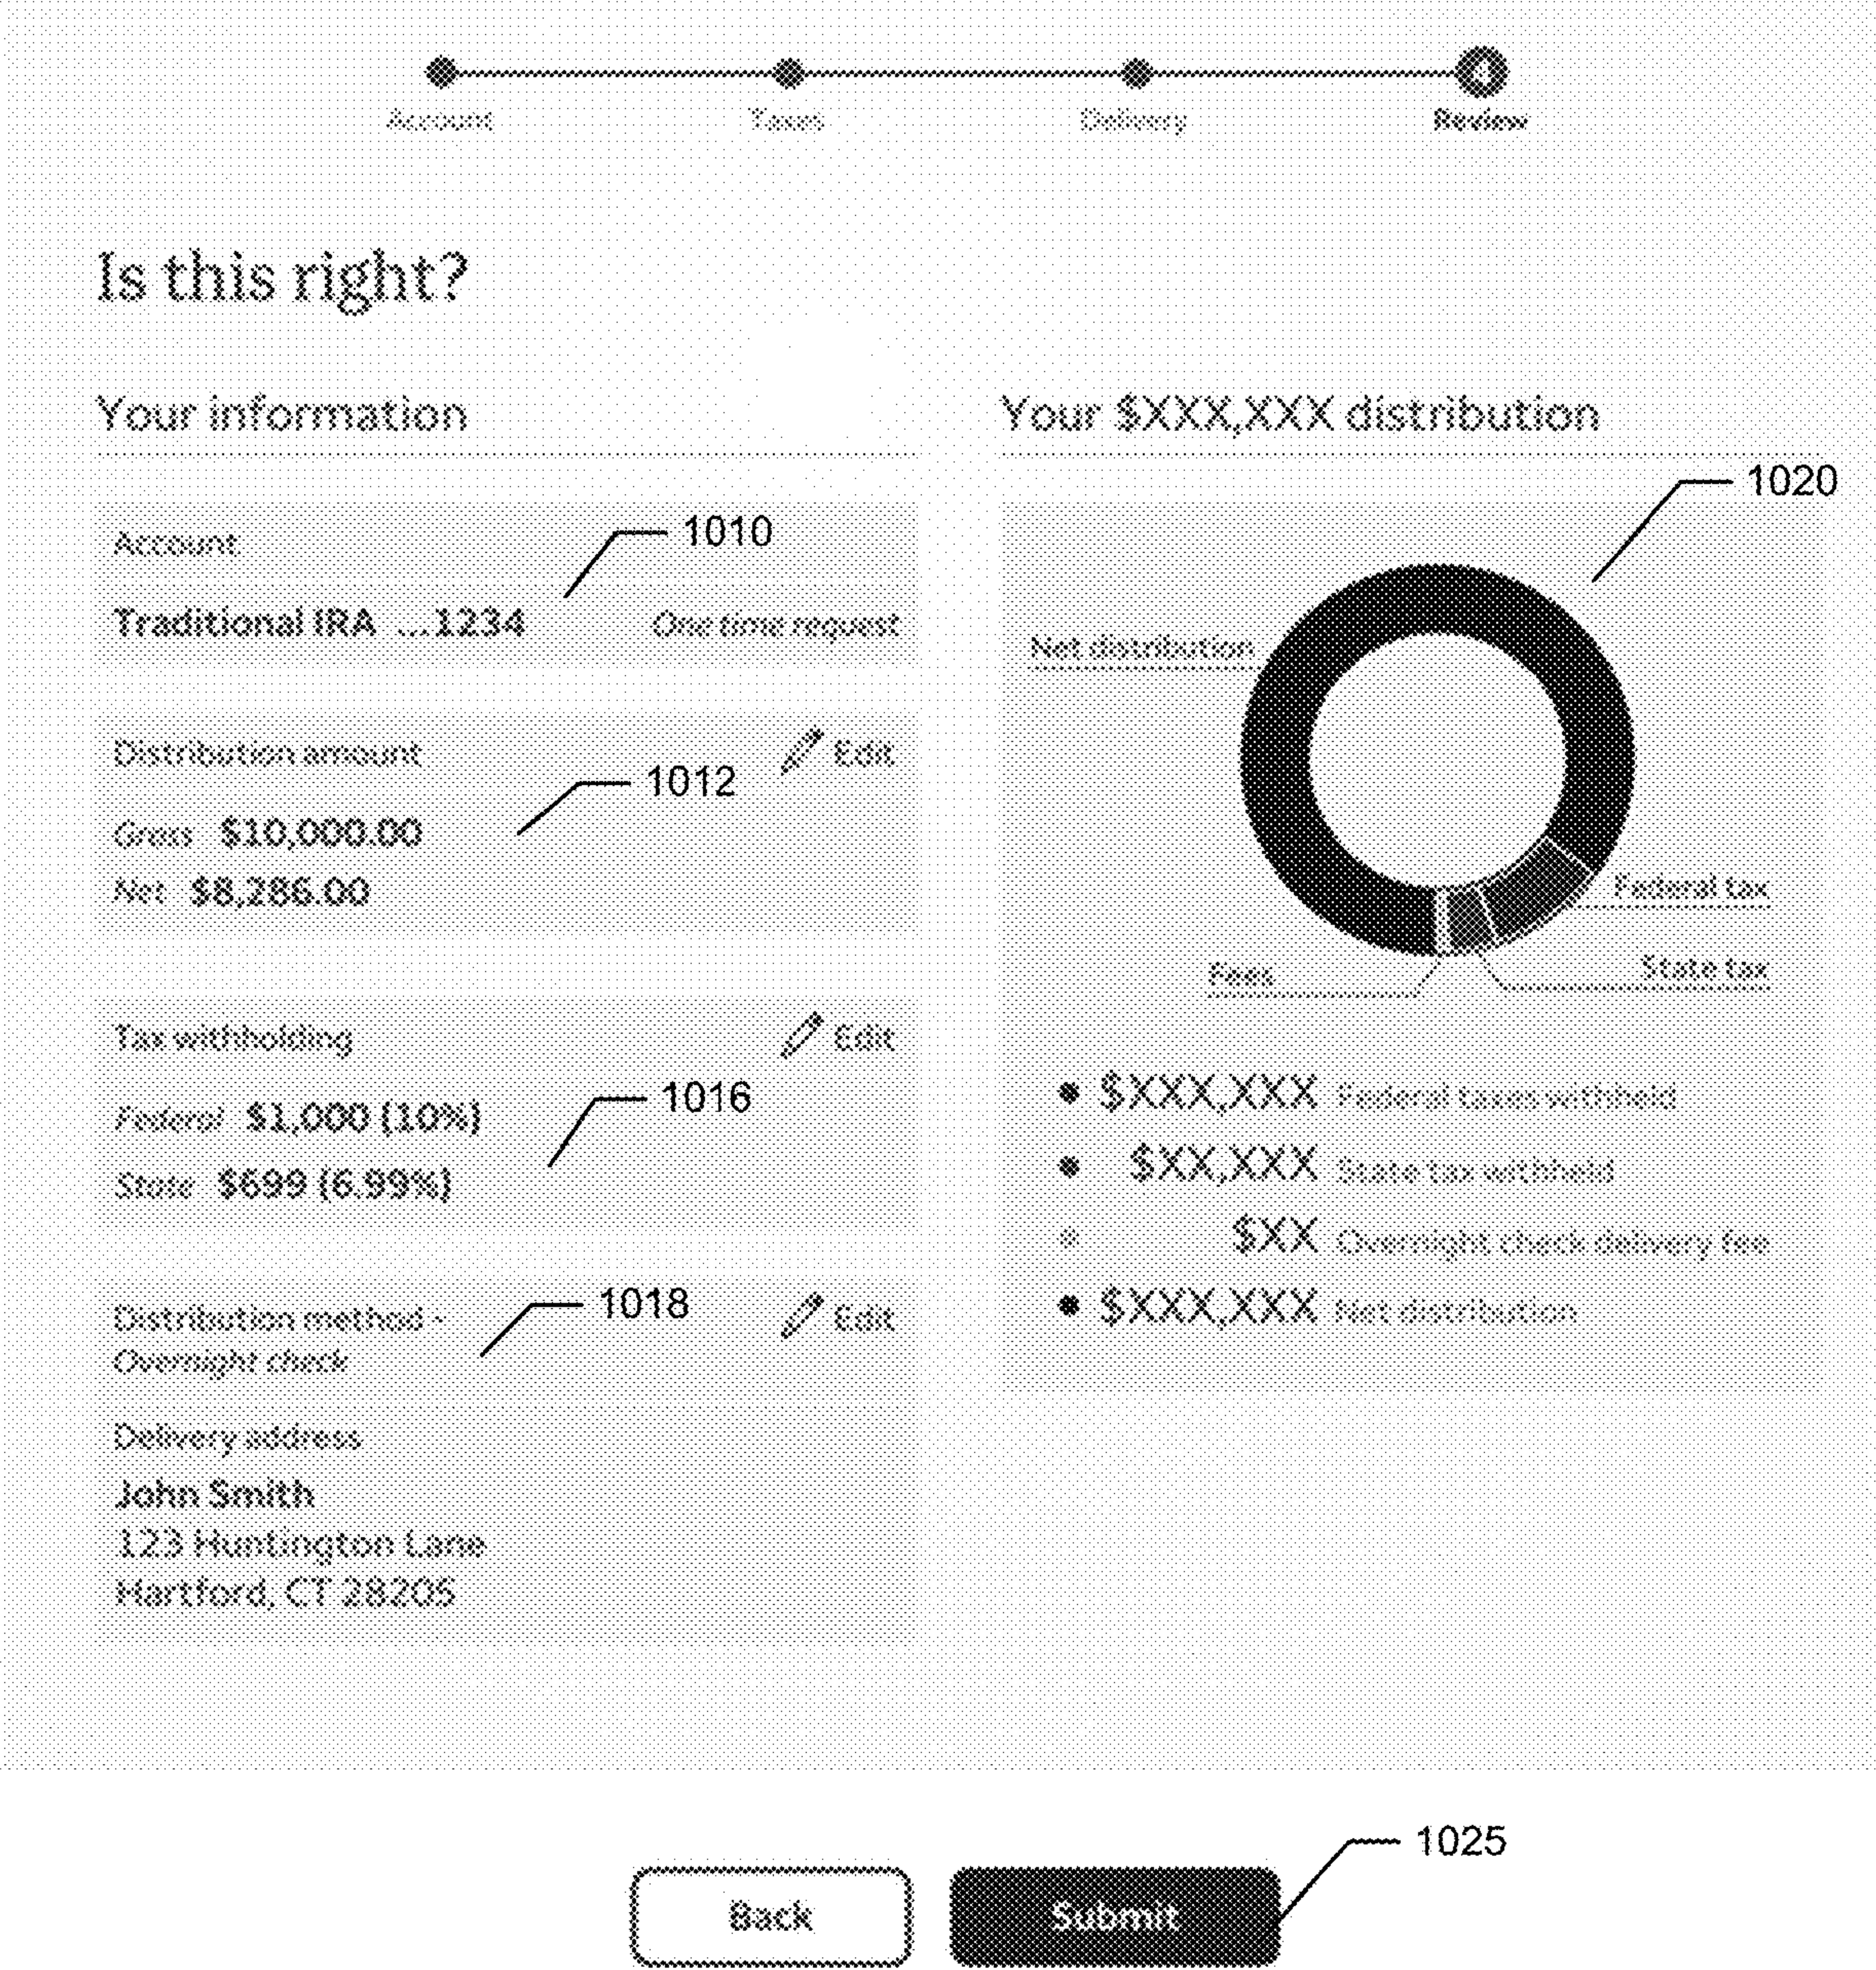 4
Account
Taxes
Delivery
Review
Is this right?
Your information
Account
1010
Traditional IRA ...1234
One time request
Distribution amount
Edit
1012
Gross $10,000.00
Net $8,286.00
Tax withholding
Edit
1016
Federal $1,000 (10%)
State $699 (6.99%)
Distribution method -
1018
Edit
Overnight check
Delivery address
John Smith
123 Huntington Lane
Hartford, CT 28205
Your $XXX,XXX distribution
1020
Net distribution
Federal tax
State tax
Fees
$XXX,XXX Federal taxes withheld
$XX,XXX State tax withheld
$XX Overnight check delivery fee
$XXX,XXX Net distribution
1025
Back
Submit